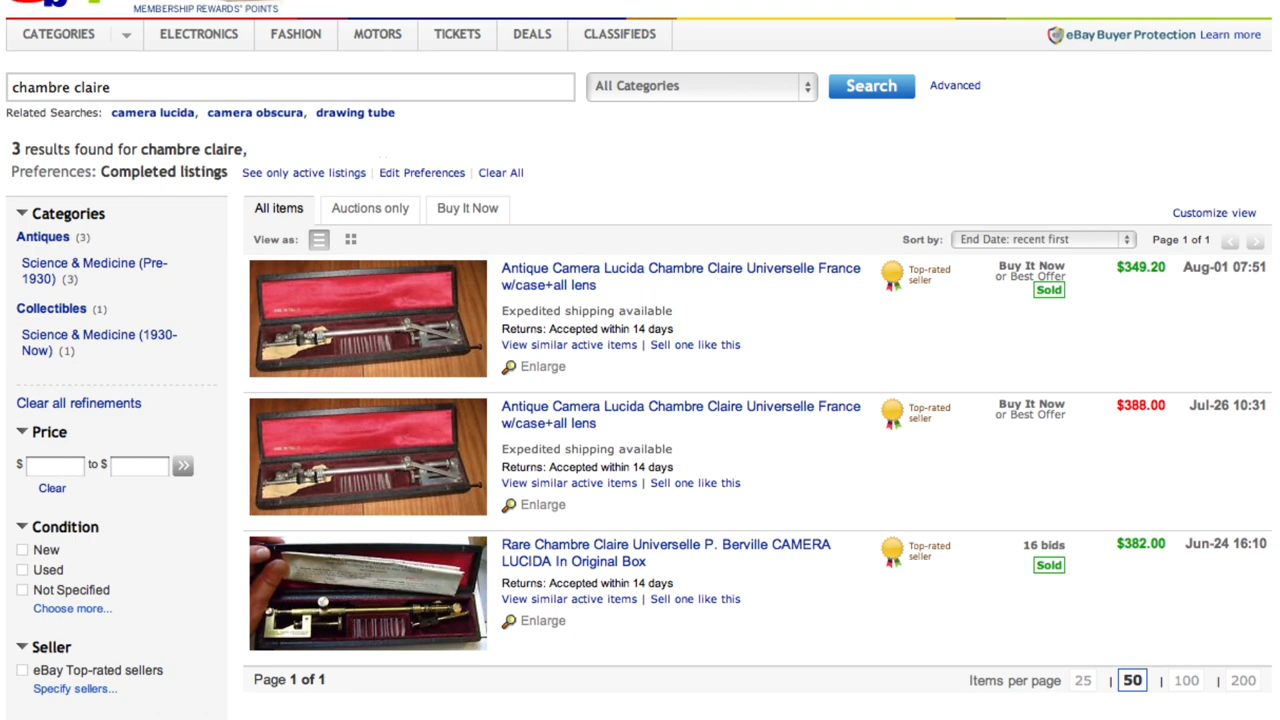 MEMBERSHIP REWARDS® POINTS
CATEGORIES ELECTRONICS FASHION MOTORS TICKETS DEALS CLASSIFIEDS eBay Buyer Protection Learn more
chambre claire All Categories Search Advanced
Related Searches: camera lucida, camera obscura, drawing tube
3 results found for chambre claire,
Preferences: Completed listings See only active listings | Edit Preferences | Clear All
Categories
Antiques (3)
Science & Medicine (Pre-
1930) (3)
Collectibles (1)
Science & Medicine (1930-
Now) (1)
Clear all refinements
Price
$ to $
Clear
Condition
New
Used
Not Specified
Choose more...
Seller
eBay Top-rated sellers
Specify sellers...
All items Auctions only Buy It Now
Customize view
View as: Sort by: End Date: recent first Page 1 of 1
Antique Camera Lucida Chambre Claire Universelle France
w/case+all lens
Expedited shipping available
Returns: Accepted within 14 days
View similar active items | Sell one like this
Enlarge
Top-rated
seller
Buy It Now
or Best Offer
Sold
$349.20 Aug-01 07:51
Antique Camera Lucida Chambre Claire Universelle France
w/case+all lens
Expedited shipping available
Returns: Accepted within 14 days
View similar active items | Sell one like this
Enlarge
Top-rated
seller
Buy It Now
or Best Offer
$388.00 Jul-26 10:31
Rare Chambre Claire Universelle P. Berville CAMERA
LUCIDA In Original Box
Returns: Accepted within 14 days
View similar active items | Sell one like this
Enlarge
Top-rated
seller
16 bids
Sold
$382.00 Jun-24 16:10
Page 1 of 1 Items per page 25 | 50 | 100 | 200